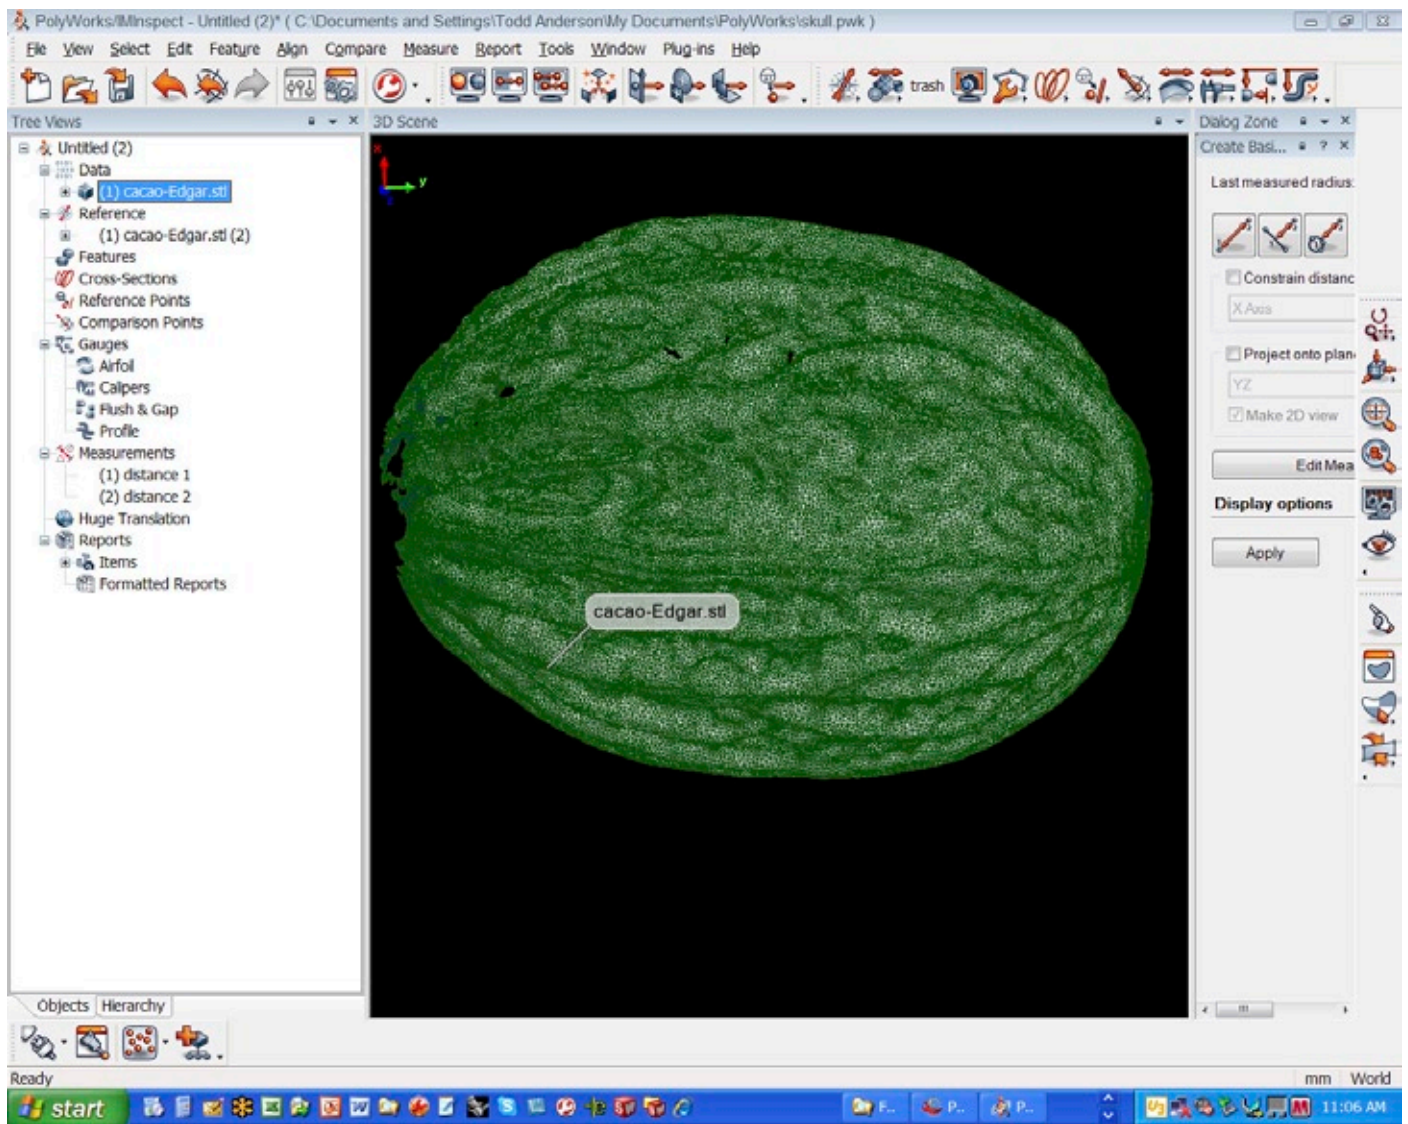 PolyWorks/IMInspect - Untitled (2)* ( C:\Documents and Settings\Todd Anderson\My Documents\PolyWorks\skull.pwk )
File View Select Edit Feature Align Compare Measure Report Tools Window Plug-ins Help
trash
Tree Views
3D Scene
Dialog Zone
Untitled (2)
Create Basi...
Data
(1) cacao-Edgar.stl
Last measured radius:
Reference
(1) cacao-Edgar.stl (2)
Features
Cross-Sections
Constrain distanc
Reference Points
X Axis
Comparison Points
Gauges
Project onto plan
Airfoil
Calipers
YZ
Flush & Gap
Make 2D view
Profile
Measurements
Edit Mea
(1) distance 1
(2) distance 2
Display options
Huge Translation
Reports
Apply
Items
Formatted Reports
cacao-Edgar.stl
x
y
Objects Hierarchy
Ready
mm World
start
F..
P..
P..
11:06 AM